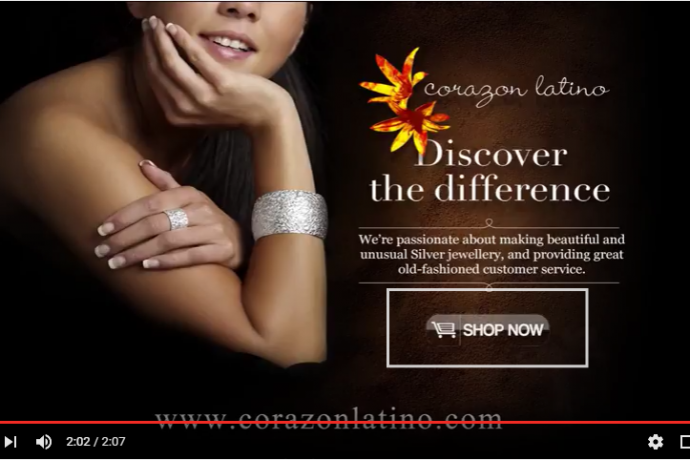 corazon latino
Discover
the difference
We're passionate about making beautiful and
unusual Silver jewellery, and providing great
old-fashioned customer service.
SHOP NOW
www.corazonlatino.com
2:02 / 2:07